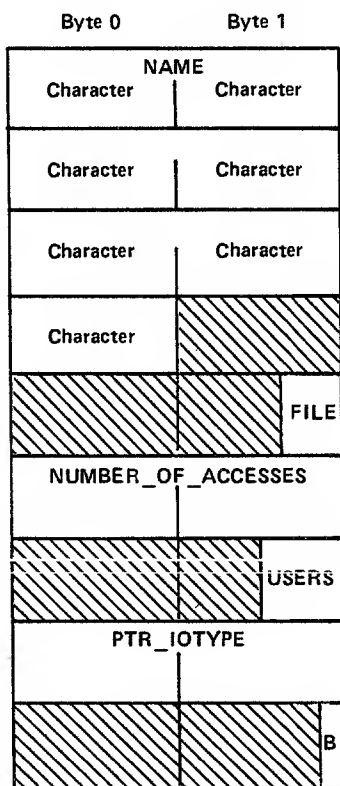 Byte 0 Byte 1
NAME
Character Character
Character Character
Character Character
Character
FILE
NUMBER_OF_ACCESSES
USERS
PTR_IOTYPE
B